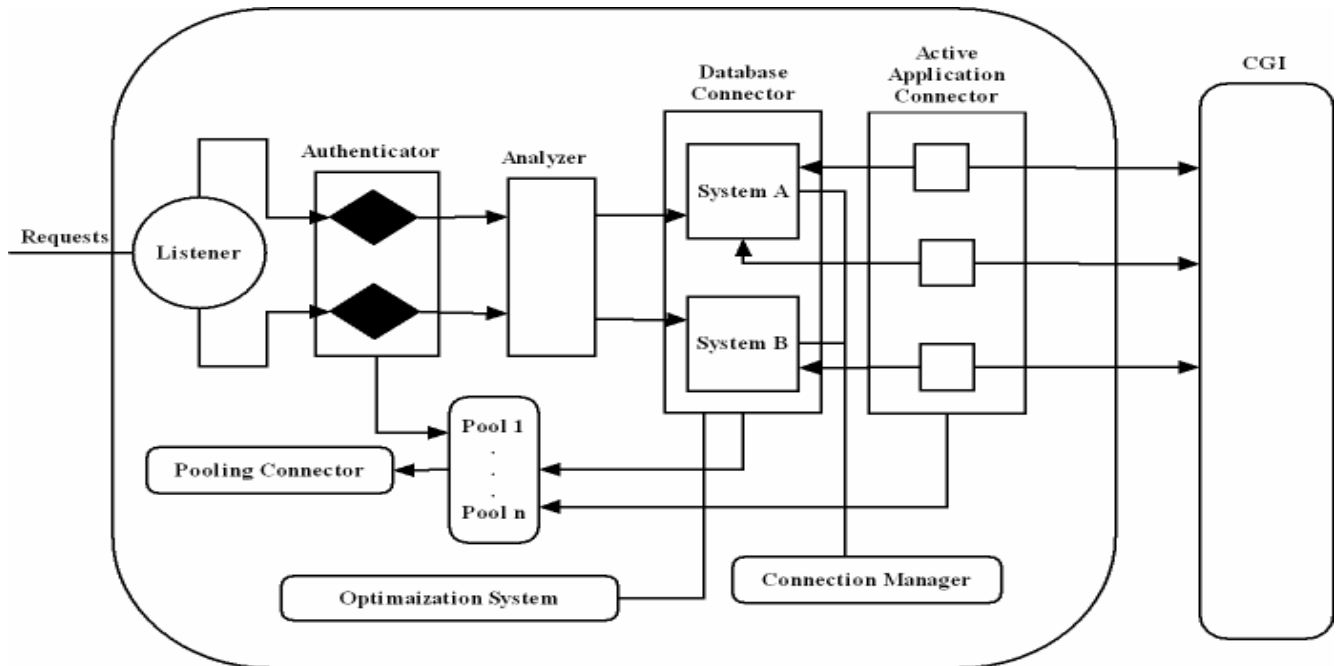 Active
Application
Connector
CGI
Database
Connector
Authenticator
Analyzer
System A
Requests
Listener
System B
Pool 1
.
.
.
Pool n
Pooling Connector
Connection Manager
Optimaization System